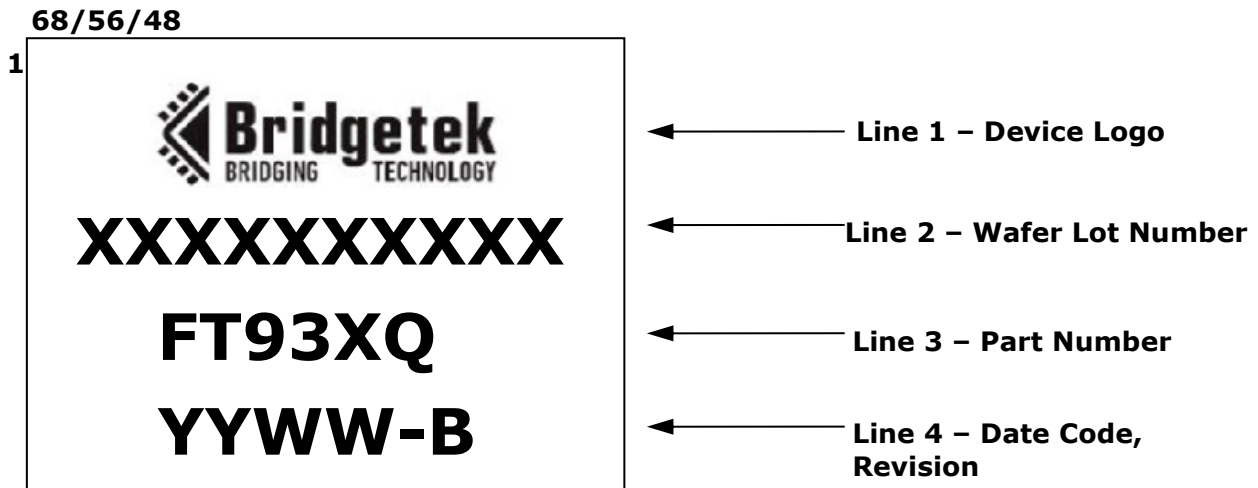 68/56/48
1
Bridgetek
BRIDGING TECHNOLOGY
Line 1 – Device Logo
XXXXXXXXXX
Line 2 – Wafer Lot Number
FT93XQ
Line 3 – Part Number
YYWW-B
Line 4 – Date Code,
Revision